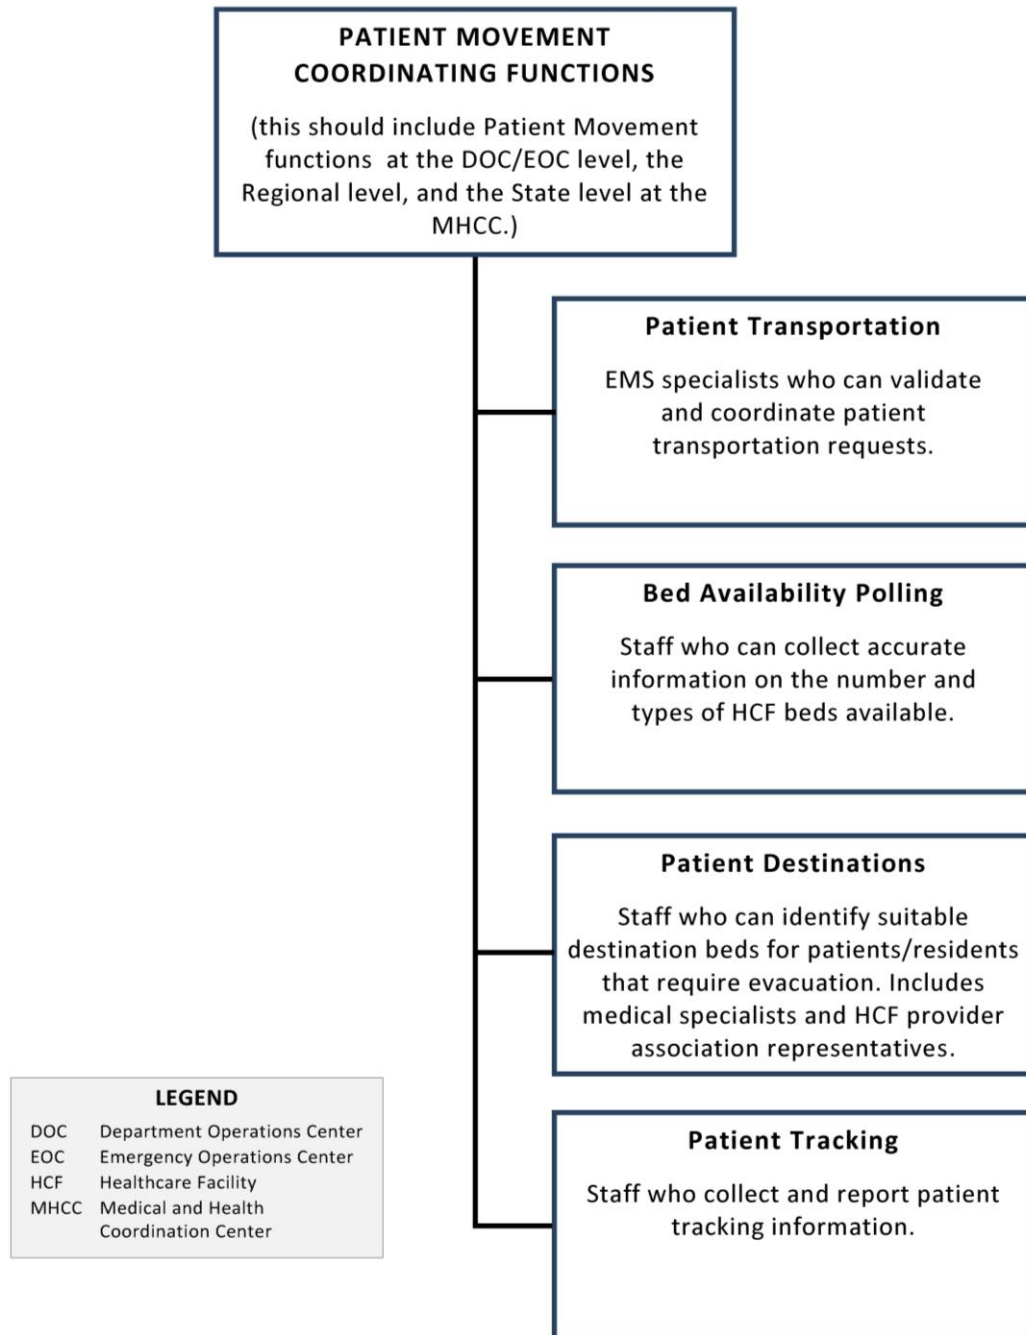 PATIENT MOVEMENT
COORDINATING FUNCTIONS
(this should include Patient Movement
functions at the DOC/EOC level, the
Regional level, and the State level at the
MHCC.)
Patient Transportation
EMS specialists who can validate
and coordinate patient
transportation requests.
Bed Availability Polling
Staff who can collect accurate
information on the number and
types of HCF beds available.
Patient Destinations
Staff who can identify suitable
destination beds for patients/residents
that require evacuation. Includes
medical specialists and HCF provider
association representatives.
Patient Tracking
Staff who collect and report patient
tracking information.
LEGEND
DOC Department Operations Center
EOC Emergency Operations Center
HCF Healthcare Facility
MHCC Medical and Health
Coordination Center